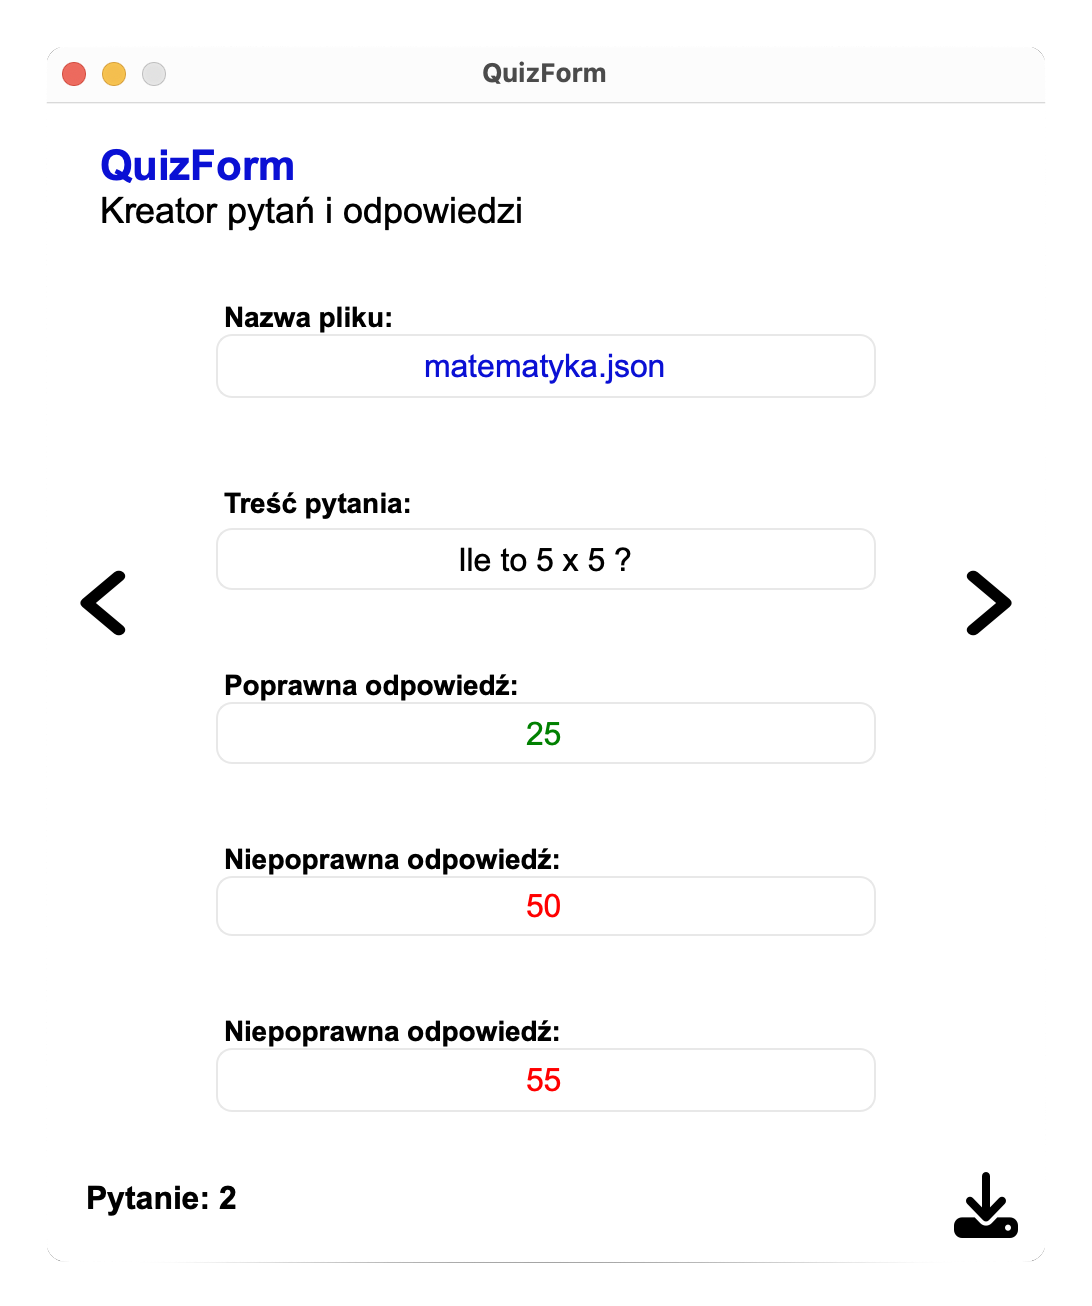 QuizForm
QuizForm
Kreator pytań i odpowiedzi
Nazwa pliku:
matematyka.json
Treść pytania:
Ile to 5 x 5 ?
Poprawna odpowiedź:
25
Niepoprawna odpowiedź:
50
Niepoprawna odpowiedź:
55
Pytanie: 2